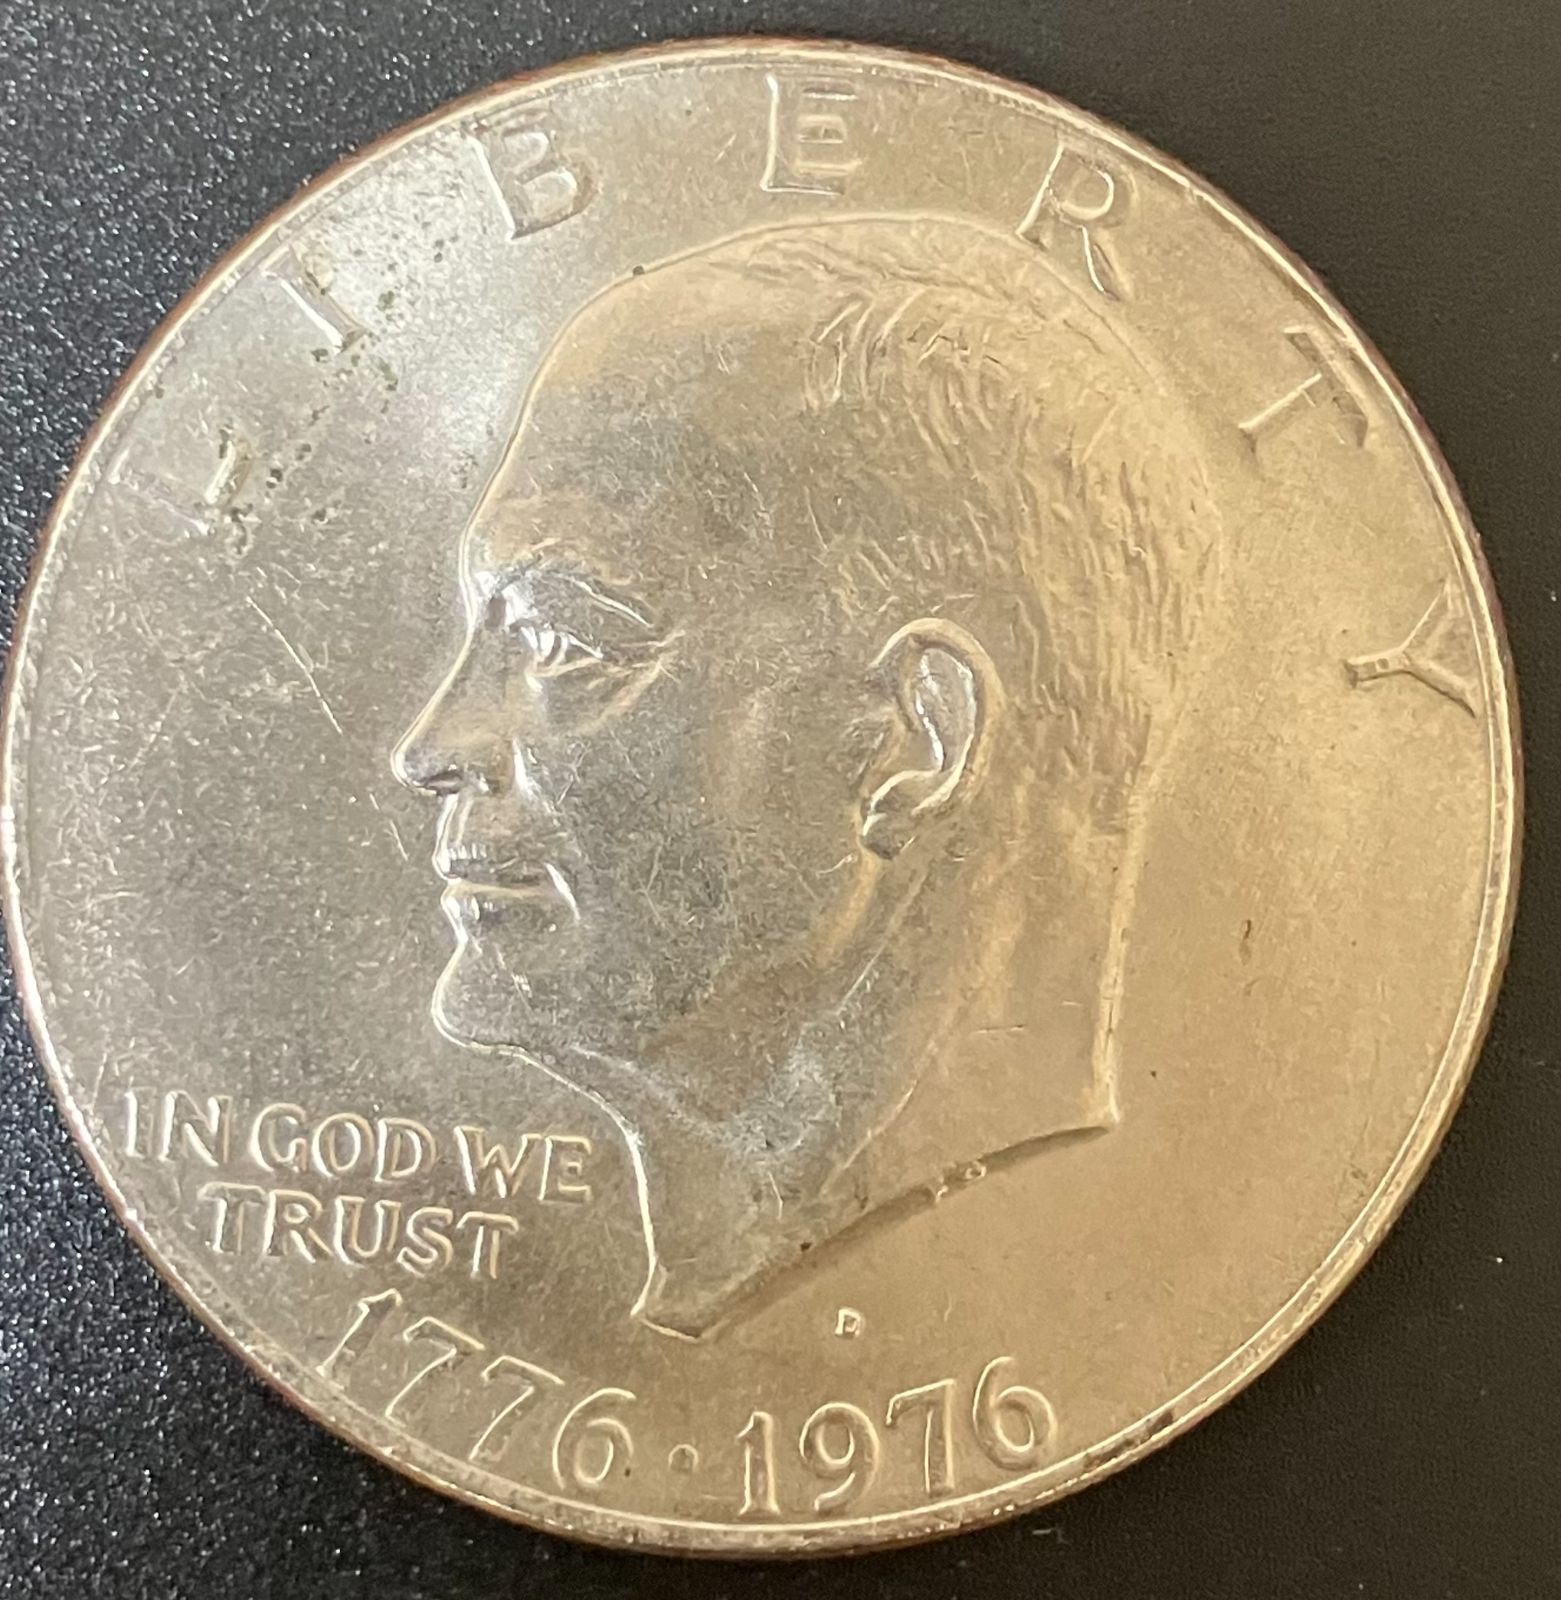 LIBERTY
IN GOD WE
TRUST
D
1776 · 1976